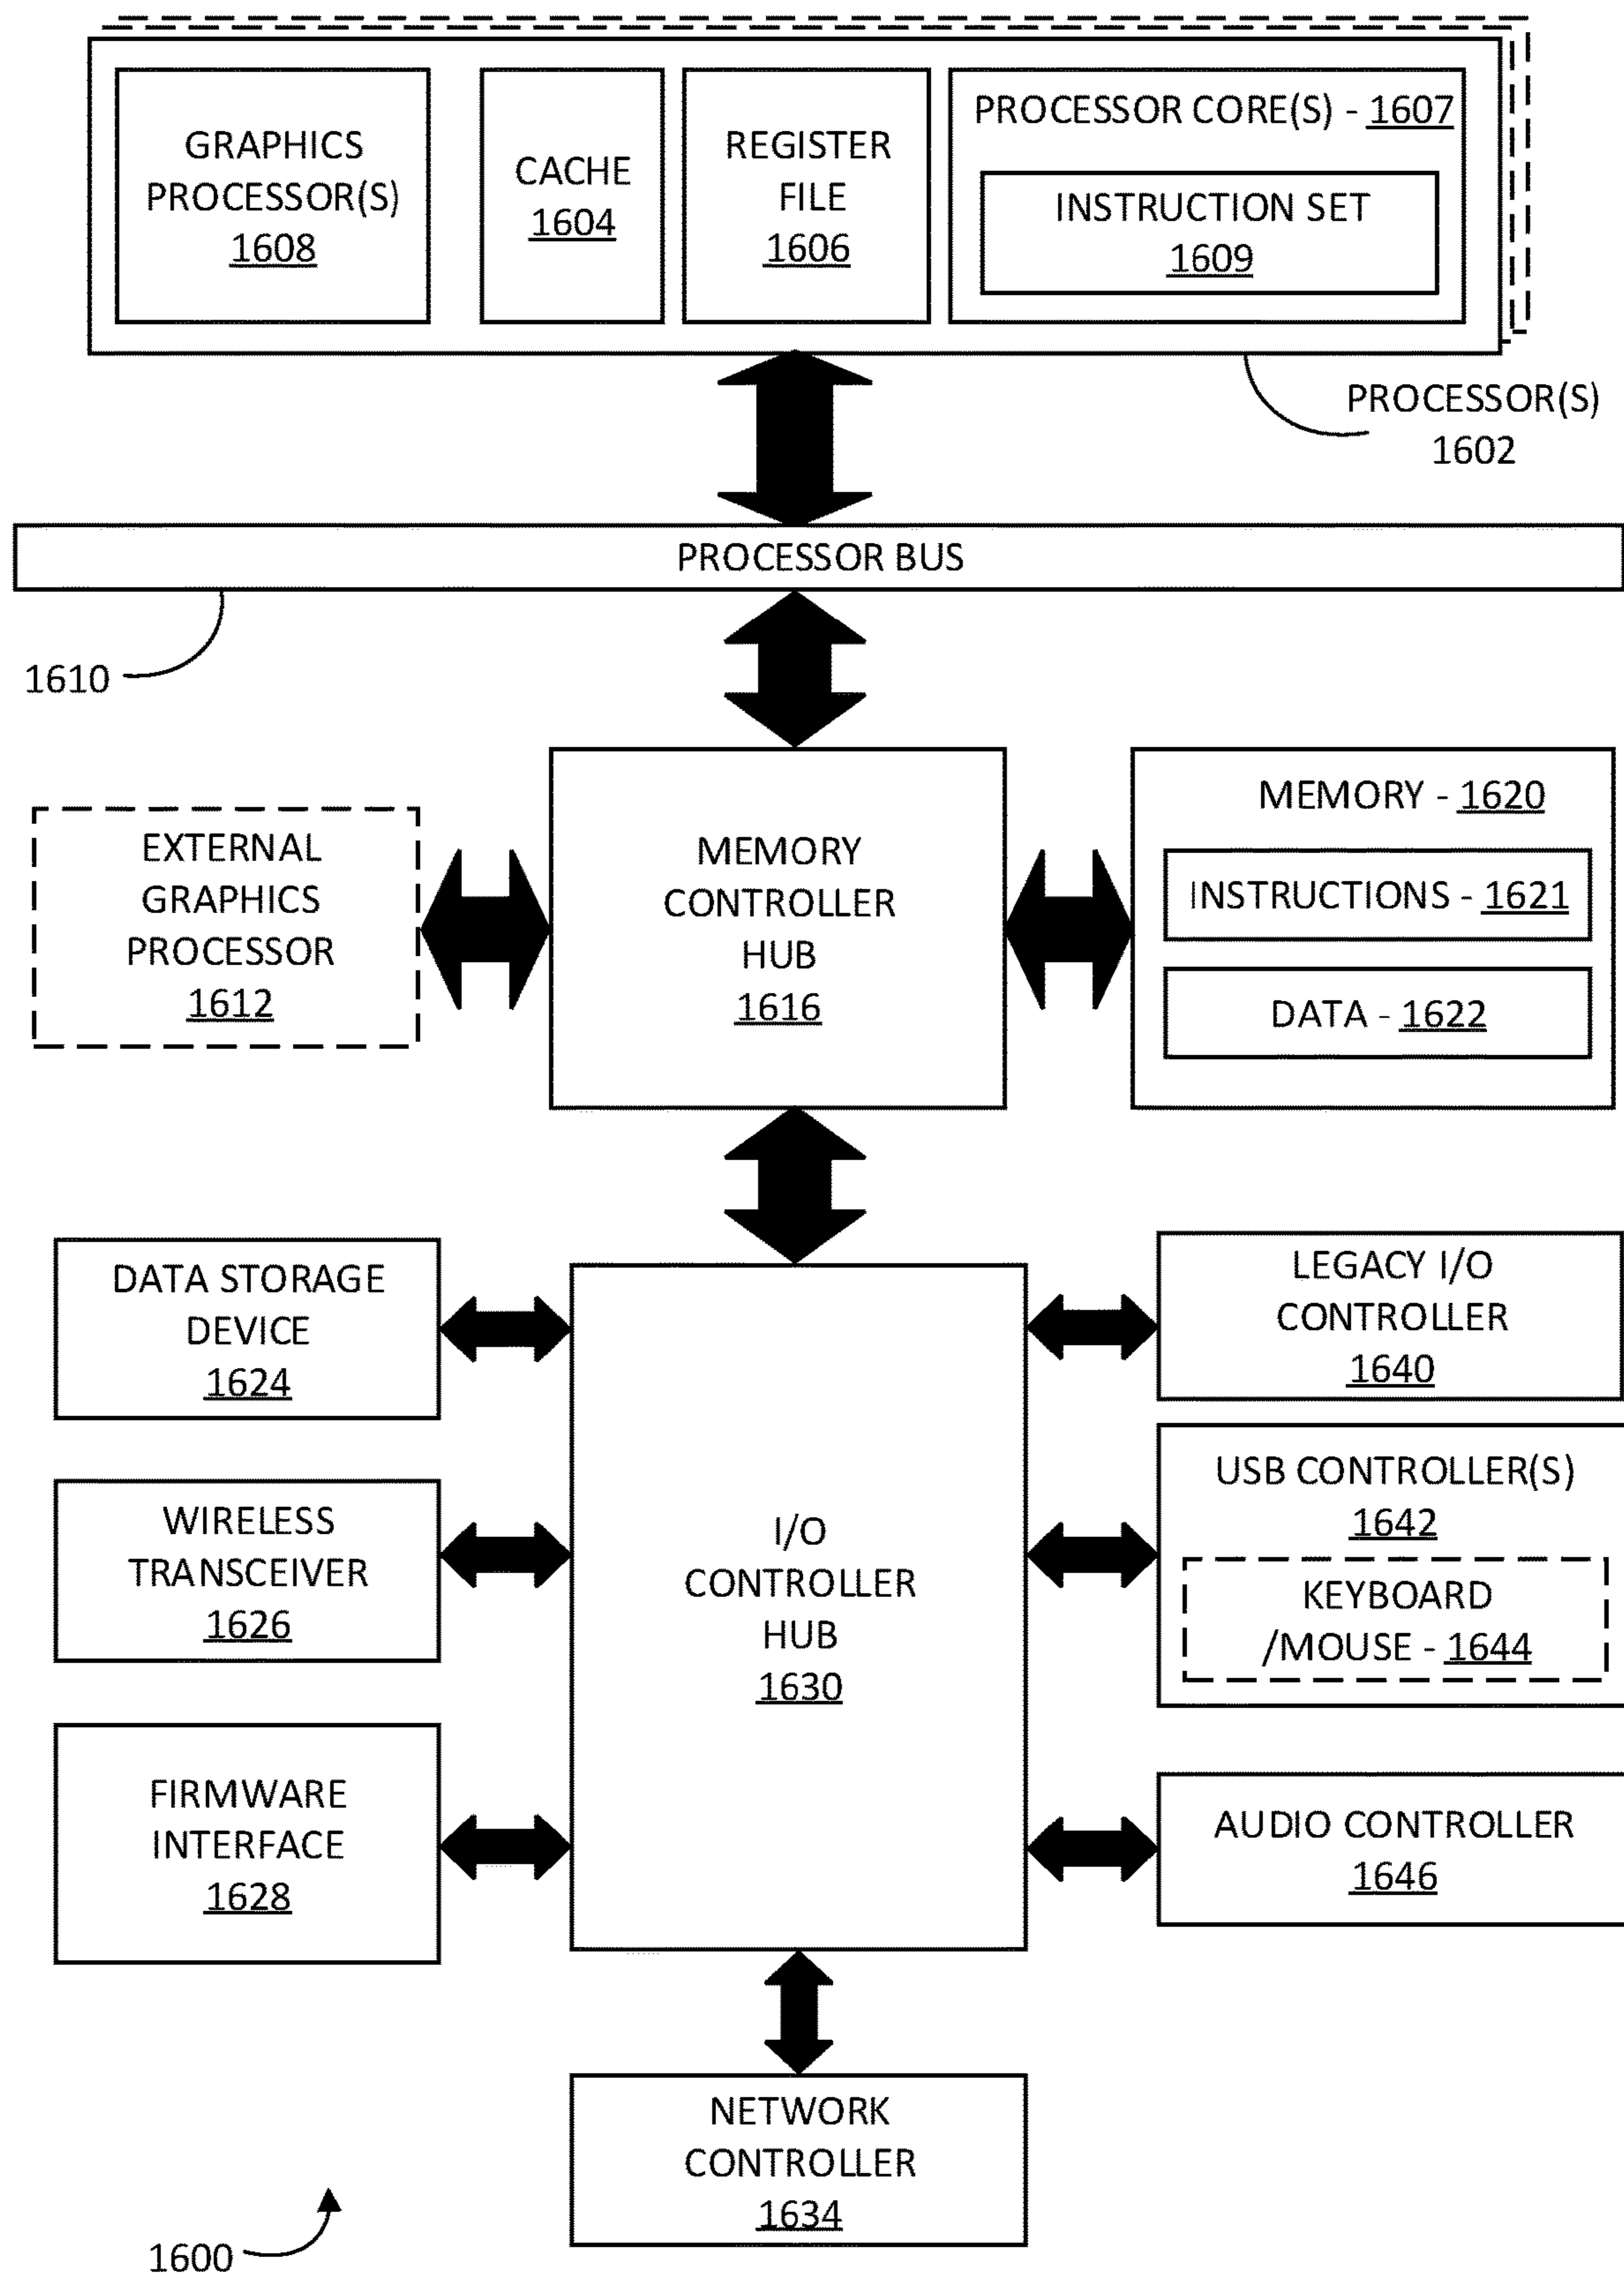 GRAPHICS
PROCESSOR(S)
1608
CACHE
1604
REGISTER
FILE
1606
PROCESSOR CORE(S) - 1607
INSTRUCTION SET
1609
PROCESSOR(S)
1602
PROCESSOR BUS
1610
EXTERNAL
GRAPHICS
PROCESSOR
1612
MEMORY
CONTROLLER
HUB
1616
MEMORY - 1620
INSTRUCTIONS - 1621
DATA - 1622
DATA STORAGE
DEVICE
1624
WIRELESS
TRANSCEIVER
1626
FIRMWARE
INTERFACE
1628
I/O
CONTROLLER
HUB
1630
LEGACY I/O
CONTROLLER
1640
USB CONTROLLER(S)
1642
KEYBOARD
/MOUSE - 1644
AUDIO CONTROLLER
1646
NETWORK
CONTROLLER
1634
1600